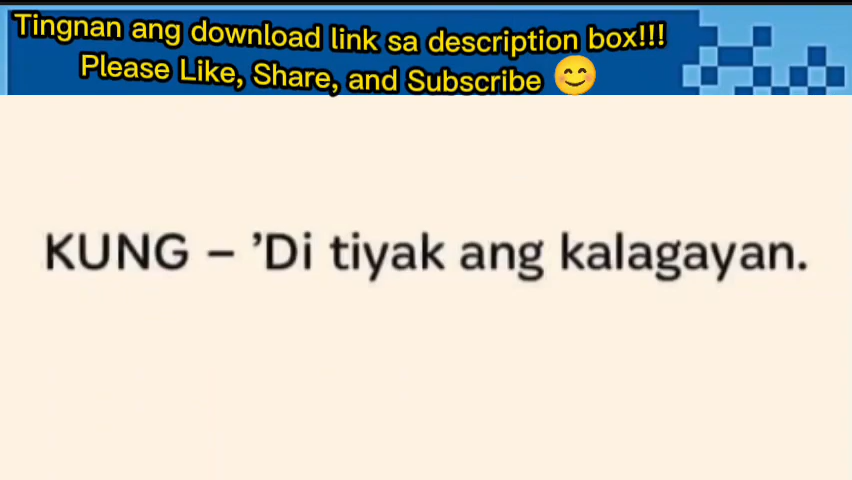 Tingnan ang download link sa description box!!!
Please Like, Share, and Subscribe 😊
KUNG – ’Di tiyak ang kalagayan.